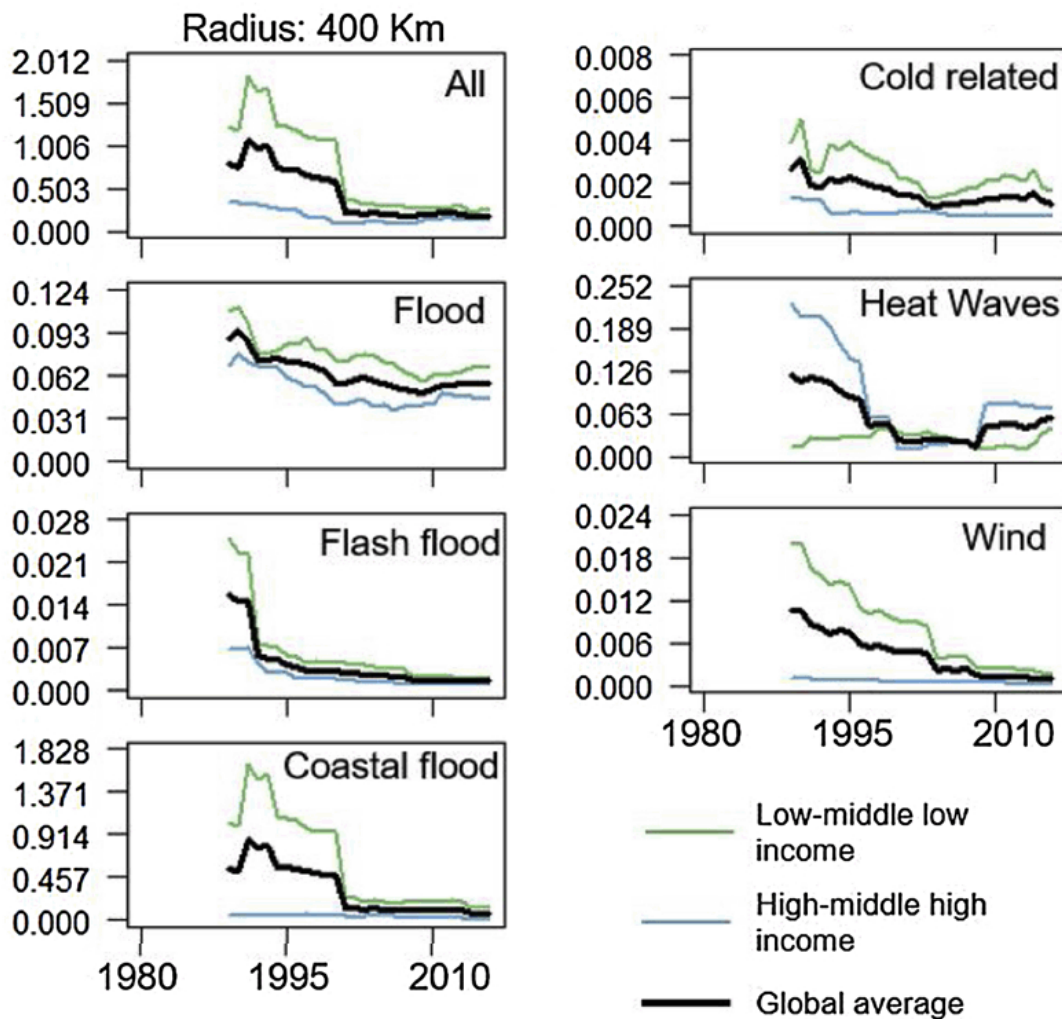 Radius: 400 Km
All
2.012
1.509
1.006
0.503
0.000
Flood
0.124
0.093
0.062
0.031
0.000
Flash flood
0.028
0.021
0.014
0.007
0.000
Coastal flood
1.828
1.371
0.914
0.457
0.000
1980 1995 2010
Cold related
0.008
0.006
0.004
0.002
0.000
Heat Waves
0.252
0.189
0.126
0.063
0.000
Wind
0.024
0.018
0.012
0.006
0.000
1980 1995 2010
Low-middle low
income
High-middle high
income
Global average